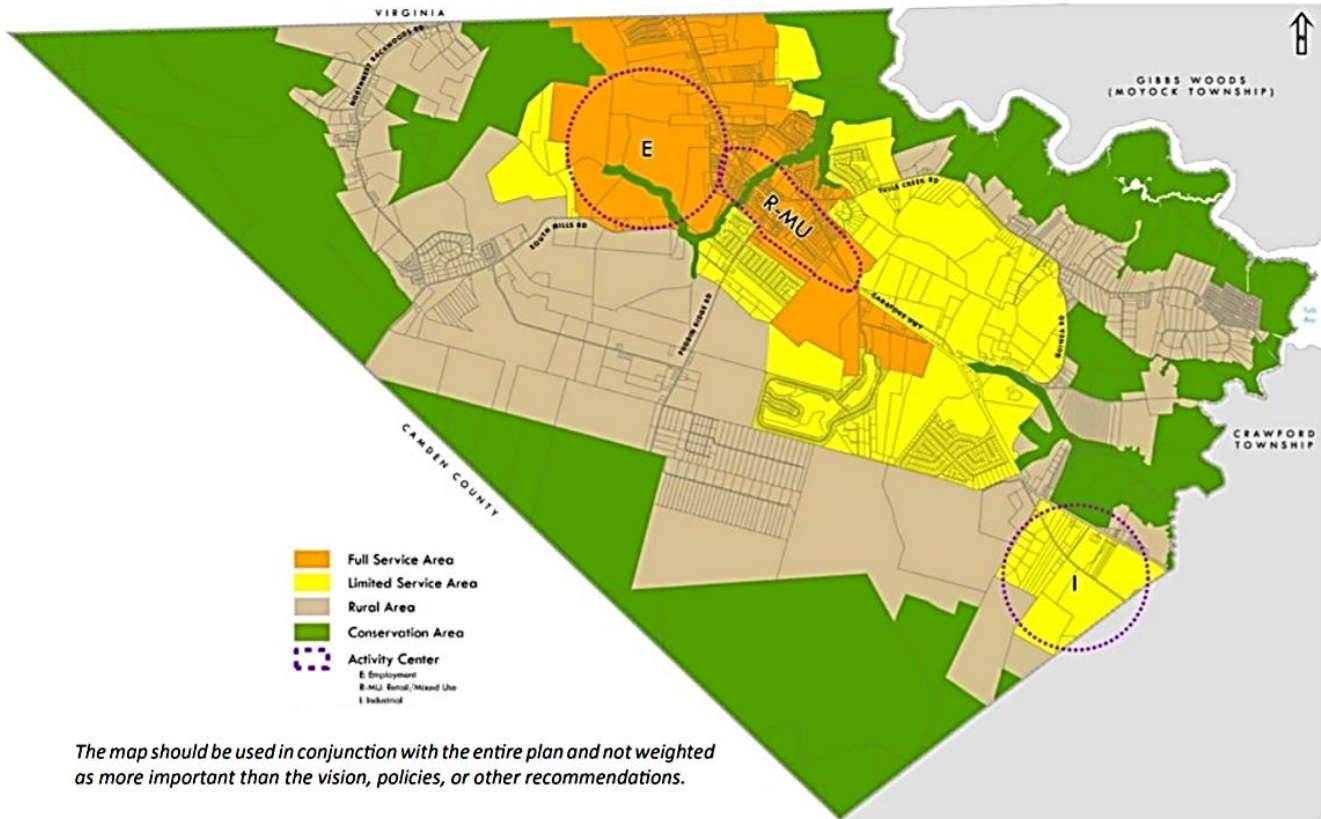 VIRGINIA
NORTHWEST BACKWOODS RD
GIBBS WOODS
(MOYOCK TOWNSHIP)
E
R-MU
TULLS CREEK RD
SOUTH MILLS RD
PUDDIN RIDGE RD
CARATOKE HWY
GUINEA RD
CAMDEN COUNTY
CRAWFORD
TOWNSHIP
I
Full Service Area
Limited Service Area
Rural Area
Conservation Area
Activity Center
E: Employment
R-MU: Retail/Mixed Use
I: Industrial
The map should be used in conjunction with the entire plan and not weighted
as more important than the vision, policies, or other recommendations.